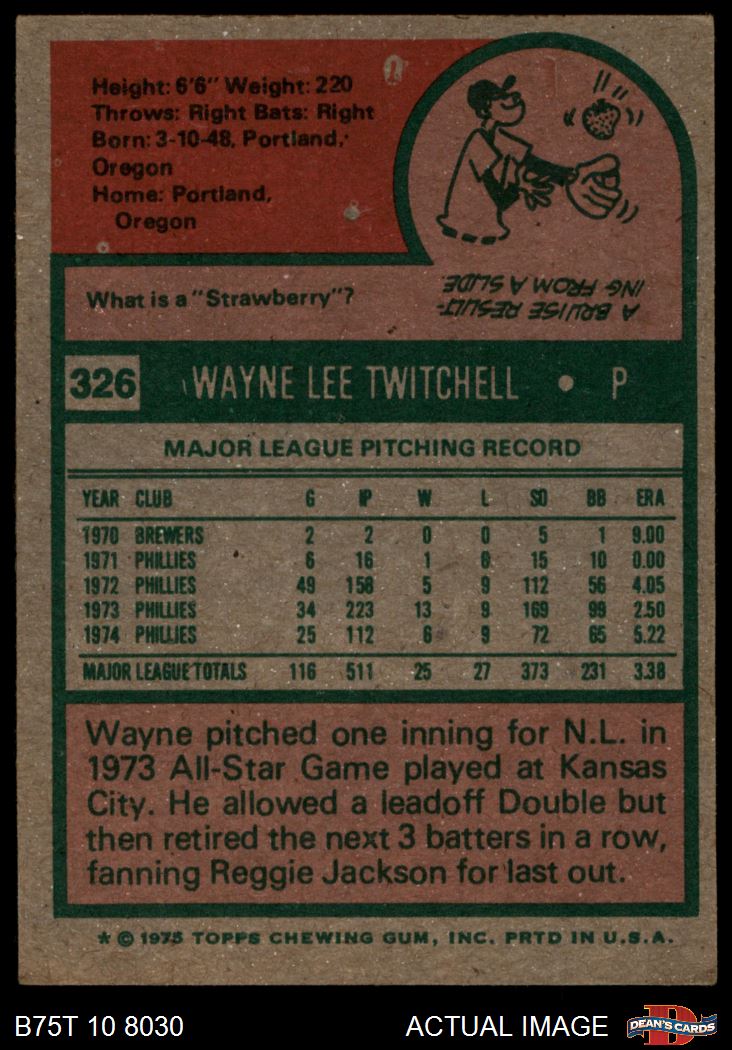 Height: 6'6" Weight: 220
Throws: Right Bats: Right
Born: 3-10-48, Portland,
Oregon
Home: Portland,
Oregon
What is a "Strawberry"?
A BRUISE RESULT-
ING FROM A SLIDE.
326 WAYNE LEE TWITCHELL • P
MAJOR LEAGUE PITCHING RECORD
YEAR CLUB G IP W L SO BB ERA
1970 BREWERS 2 2 0 0 5 1 9.00
1971 PHILLIES 6 16 1 0 15 10 0.00
1972 PHILLIES 49 158 5 9 112 56 4.05
1973 PHILLIES 34 223 13 9 169 99 2.50
1974 PHILLIES 25 112 6 9 72 65 5.22
MAJOR LEAGUE TOTALS 116 511 25 27 373 231 3.38
Wayne pitched one inning for N.L. in
1973 All-Star Game played at Kansas
City. He allowed a leadoff Double but
then retired the next 3 batters in a row,
fanning Reggie Jackson for last out.
* © 1975 TOPPS CHEWING GUM, INC. PRTD IN U.S.A.
B75T 10 8030 ACTUAL IMAGE DEAN'S CARDS